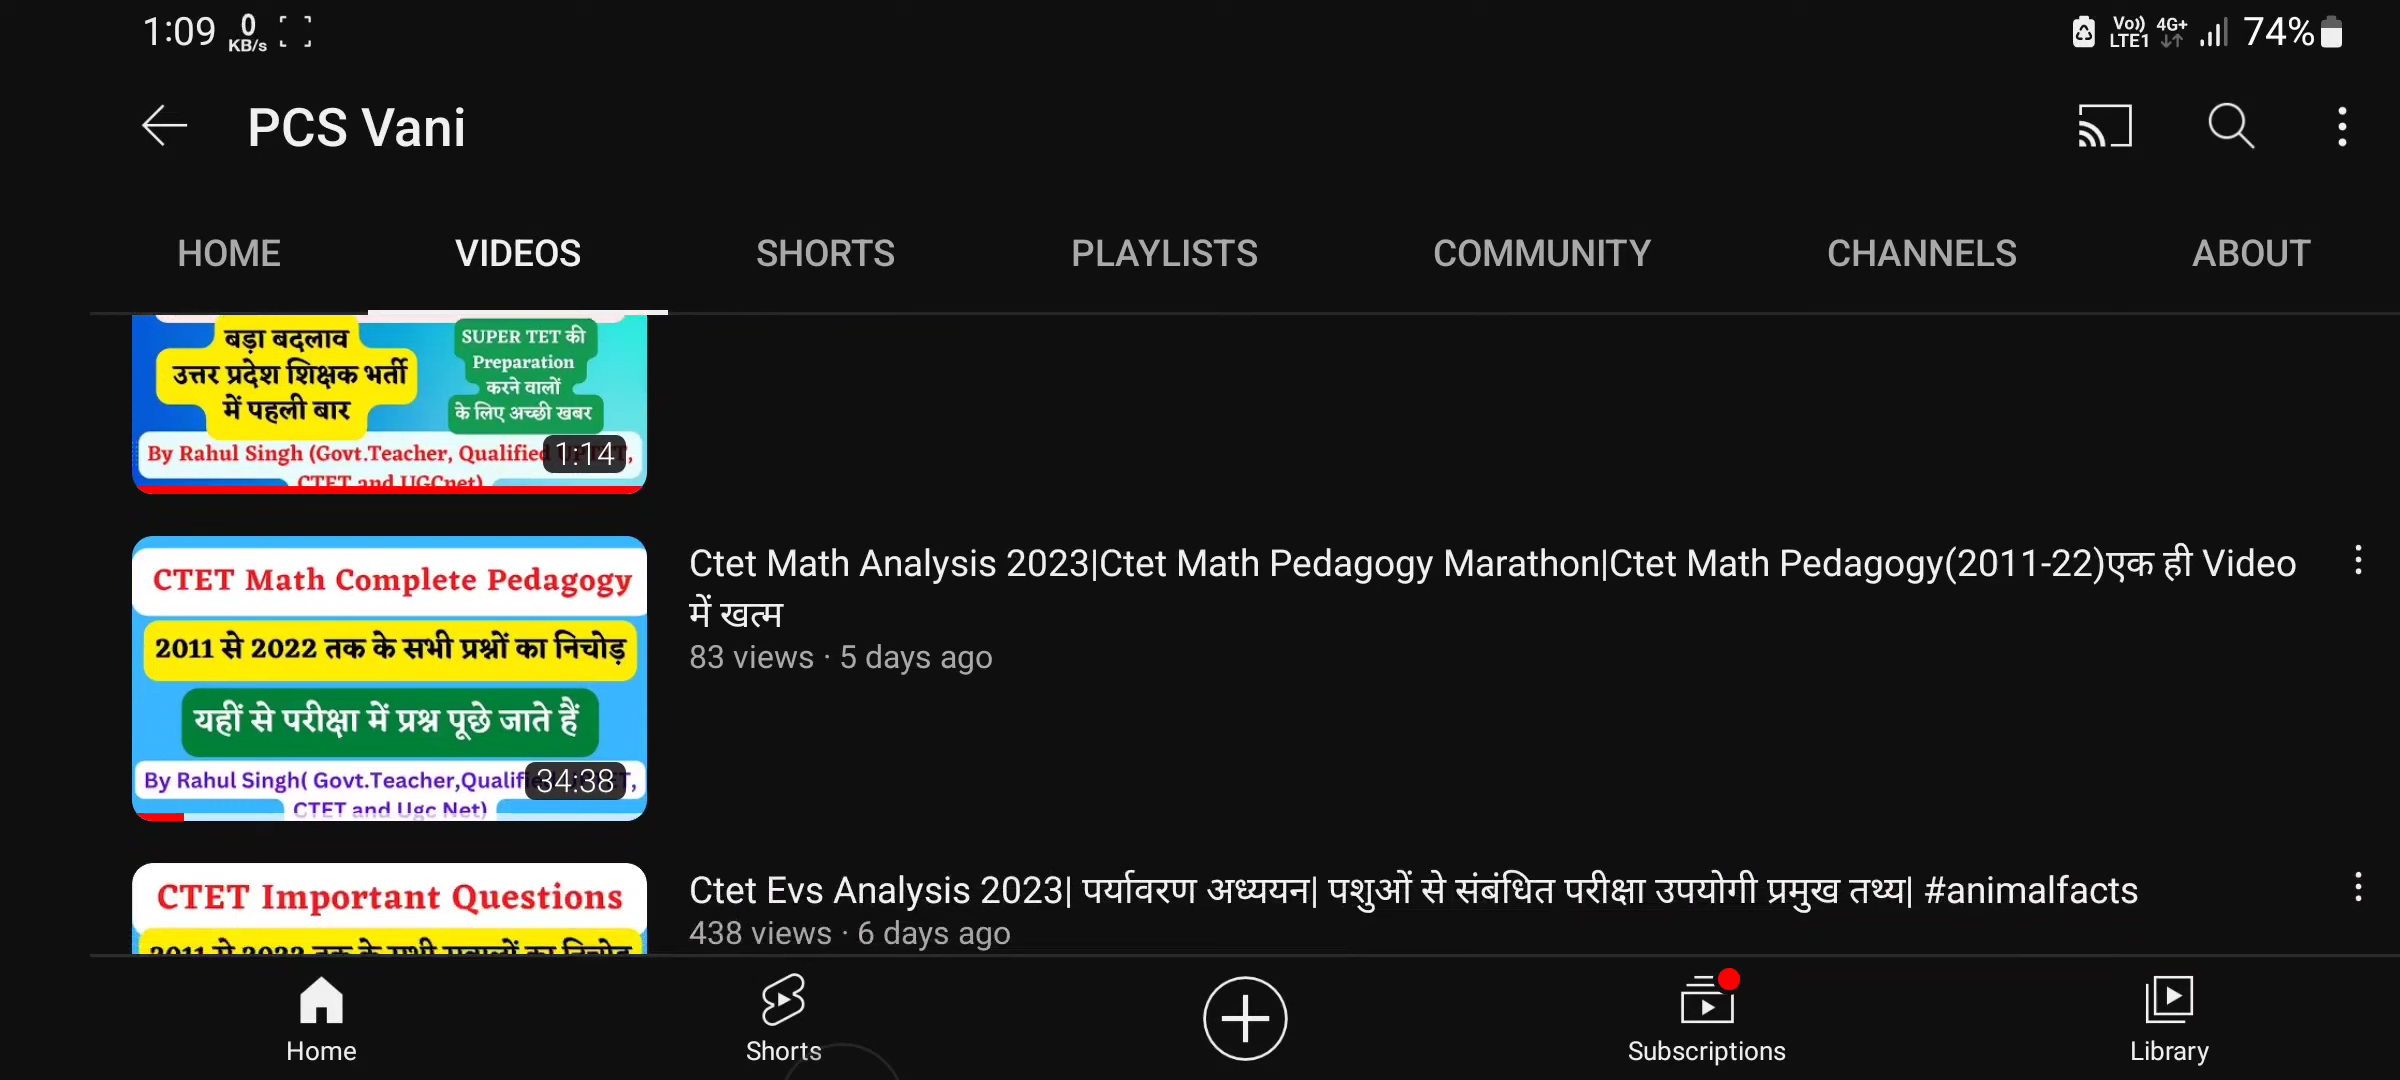 1:09 0 KB/s
Vo)) LTE1 4G+ 74%
PCS Vani
HOME VIDEOS SHORTS PLAYLISTS COMMUNITY CHANNELS ABOUT
बड़ा बदलाव
उत्तर प्रदेश शिक्षक भर्ती
में पहली बार
SUPER TET की
Preparation
करने वालों
के लिए अच्छी खबर
By Rahul Singh (Govt.Teacher, Qualified
CTET and UGCnet)
1:14
CTET Math Complete Pedagogy
2011 से 2022 तक के सभी प्रश्नों का निचोड़
यहीं से परीक्षा में प्रश्न पूछे जाते हैं
By Rahul Singh( Govt.Teacher,
CTET and Ugc Net)
34:38
Ctet Math Analysis 2023|Ctet Math Pedagogy Marathon|Ctet Math Pedagogy(2011-22)एक ही Video
में खत्म
83 views · 5 days ago
CTET Important Questions
Ctet Evs Analysis 2023| पर्यावरण अध्ययन| पशुओं से संबंधित परीक्षा उपयोगी प्रमुख तथ्य| #animalfacts
438 views · 6 days ago
Home Shorts Subscriptions Library